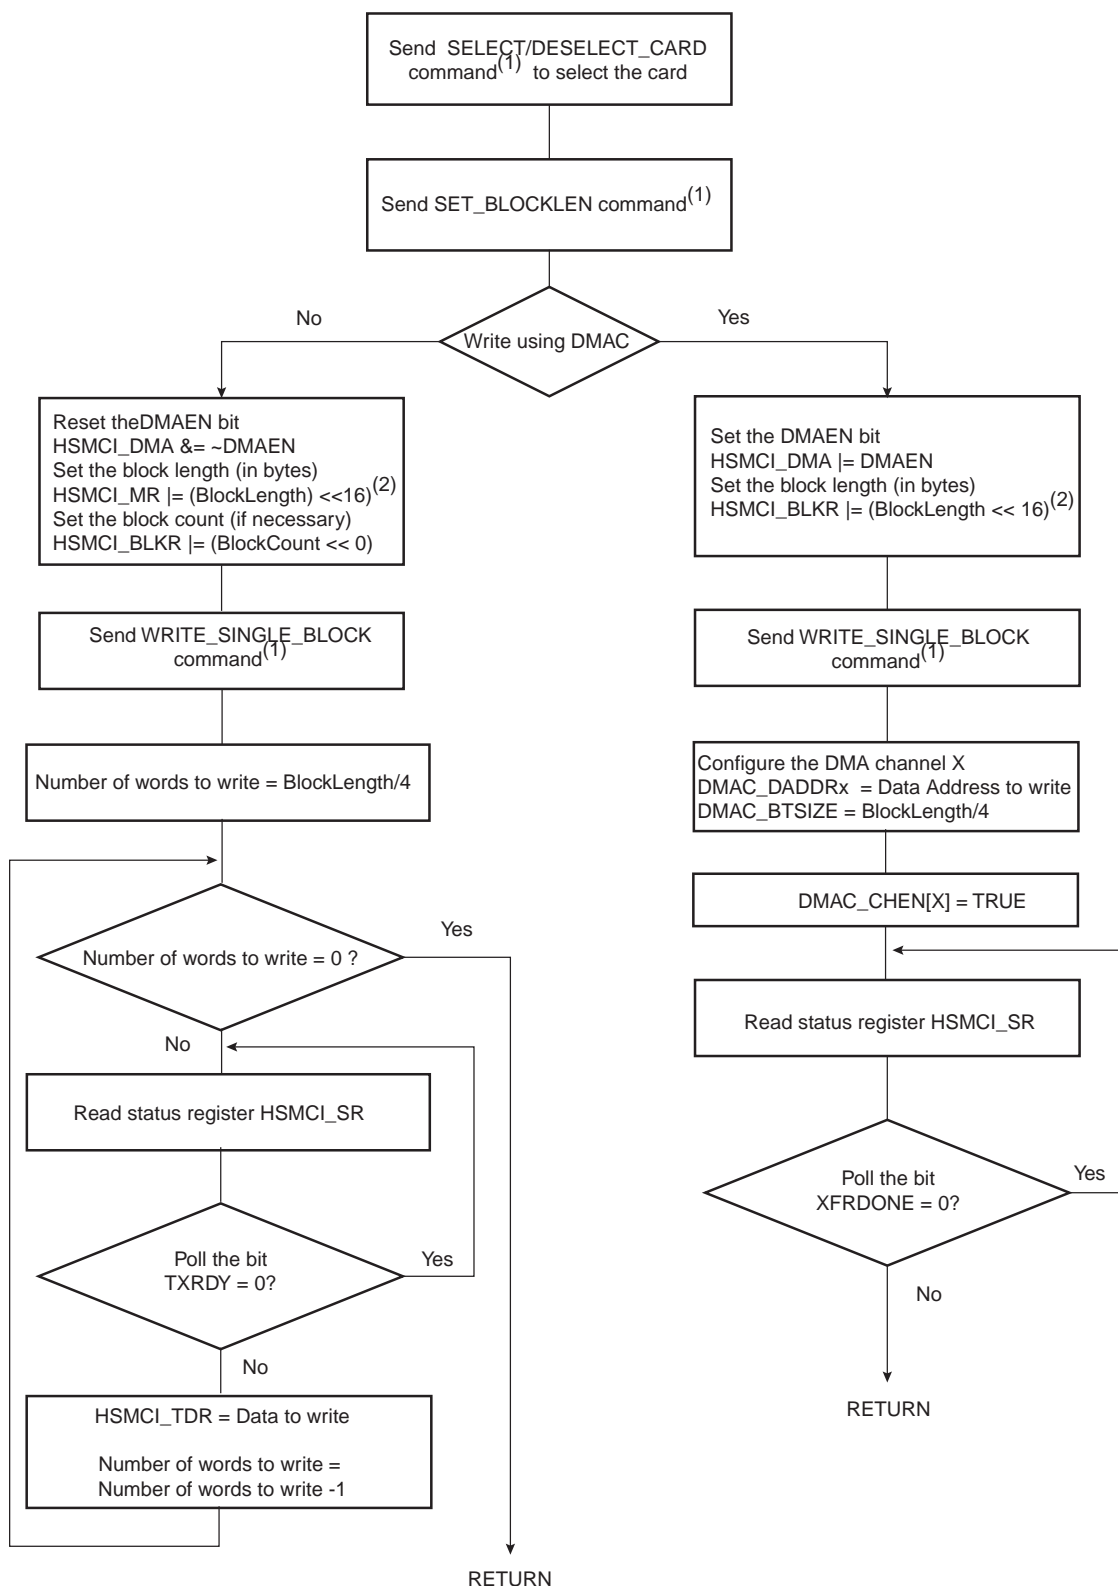 Send SELECT/DESELECT_CARD
command(1) to select the card
Send SET_BLOCKLEN command(1)
No
Write using DMAC
Yes
Reset theDMAEN bit
HSMCI_DMA &= ~DMAEN
Set the block length (in bytes)
HSMCI_MR |= (BlockLength) <<16)(2)
Set the block count (if necessary)
HSMCI_BLKR |= (BlockCount << 0)
Send WRITE_SINGLE_BLOCK
command(1)
Number of words to write = BlockLength/4
Number of words to write = 0 ?
Yes
No
Read status register HSMCI_SR
Poll the bit
TXRDY = 0?
Yes
No
HSMCI_TDR = Data to write
Number of words to write =
Number of words to write -1
RETURN
Set the DMAEN bit
HSMCI_DMA |= DMAEN
Set the block length (in bytes)
HSMCI_BLKR |= (BlockLength << 16)(2)
Send WRITE_SINGLE_BLOCK
command(1)
Configure the DMA channel X
DMAC_DADDRx = Data Address to write
DMAC_BTSIZE = BlockLength/4
DMAC_CHEN[X] = TRUE
Read status register HSMCI_SR
Poll the bit
XFRDONE = 0?
Yes
No
RETURN